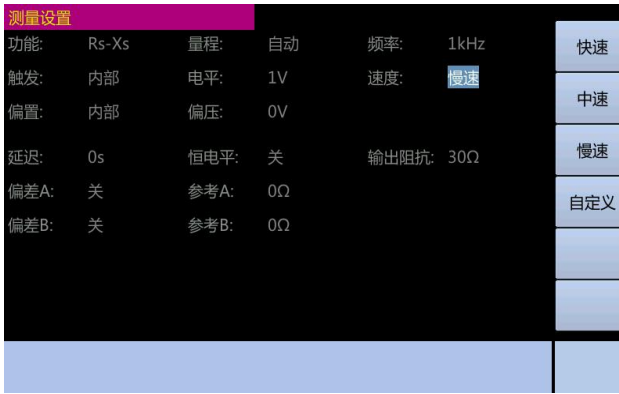 测量设置
功能: Rs-Xs 量程: 自动 频率: 1kHz
触发: 内部 电平: 1V 速度: 慢速
偏置: 内部 偏压: 0V
延迟: 0s 恒电平: 关 输出阻抗: 30Ω
偏差A: 关 参考A: 0Ω
偏差B: 关 参考B: 0Ω
快速
中速
慢速
自定义